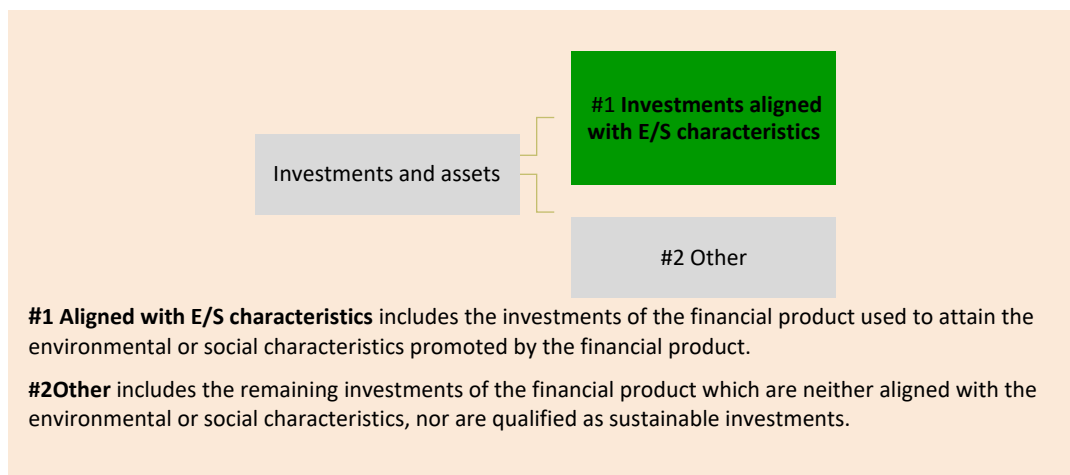 #1 Investments aligned
with E/S characteristics
Investments and assets
#2 Other
#1 Aligned with E/S characteristics includes the investments of the financial product used to attain the
environmental or social characteristics promoted by the financial product.
#2Other includes the remaining investments of the financial product which are neither aligned with the
environmental or social characteristics, nor are qualified as sustainable investments.